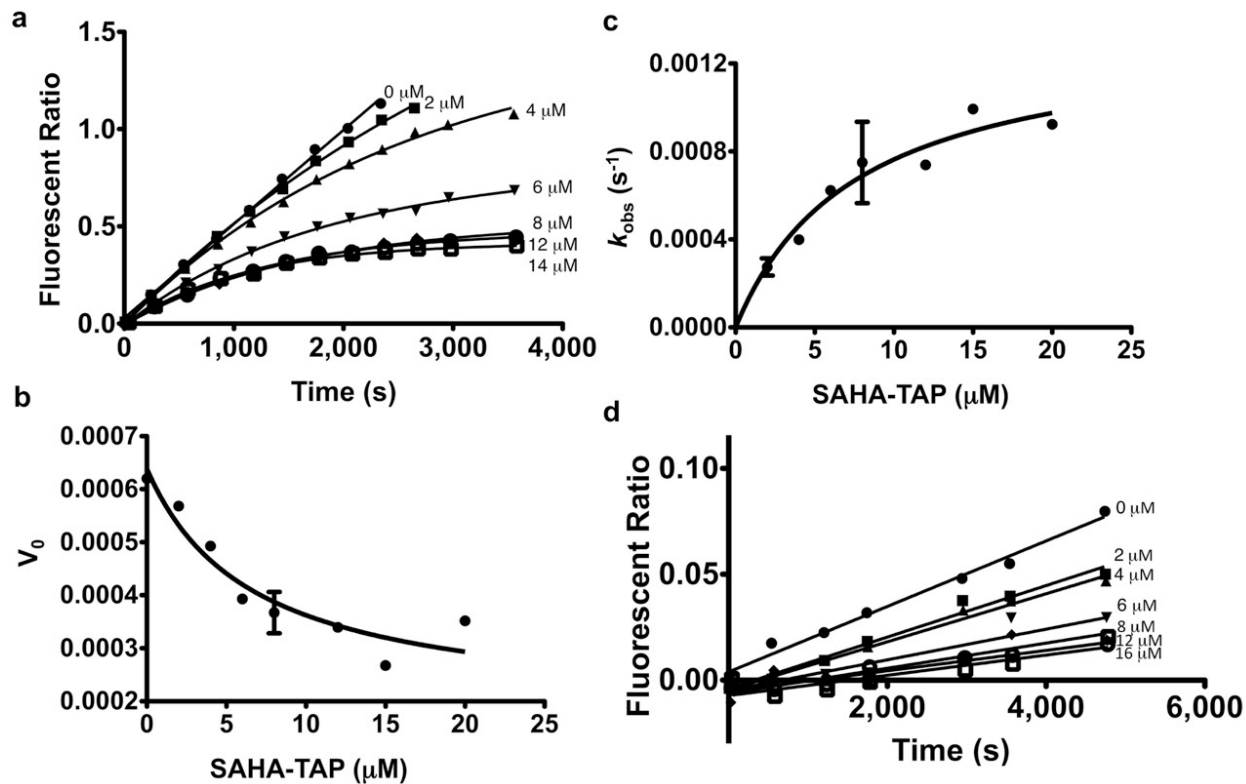 a
1.5
1.0
0.5
0.0
Fluorescent Ratio
0 μM
2 μM
4 μM
6 μM
8 μM
12 μM
14 μM
0
1,000
2,000
3,000
4,000
Time (s)
b
0.0007
0.0006
0.0005
0.0004
0.0003
0.0002
V0
0
5
10
15
20
25
SAHA-TAP (μM)
c
0.0012
0.0008
0.0004
0.0000
kobs (s-1)
0
5
10
15
20
25
SAHA-TAP (μM)
d
0.10
0.05
0.00
Fluorescent Ratio
0 μM
2 μM
4 μM
6 μM
8 μM
12 μM
16 μM
2,000
4,000
6,000
Time (s)